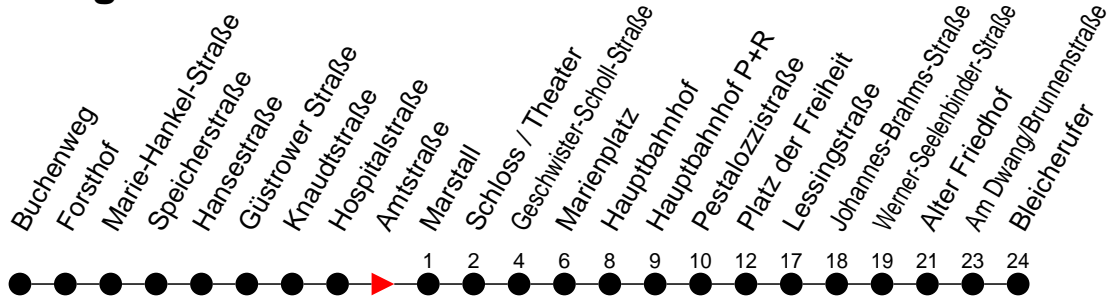 Buchenweg
Forsthof
Marie-Hankel-Straße
Speicherstraße
Hansestraße
Güstrower Straße
Knaudtstraße
Hospitalstraße
Amtstraße
Marstall
Schloss / Theater
Geschwister-Scholl-Straße
Marienplatz
Hauptbahnhof
Hauptbahnhof P+R
Pestalozzistraße
Platz der Freiheit
Lessingstraße
Johannes-Brahms-Straße
Werner-Seelenbinder-Straße
Alter Friedhof
Am Dwang/Brunnenstraße
Bleicherufer
1 2 4 6 8 9 10 12 17 18 19 21 23 24